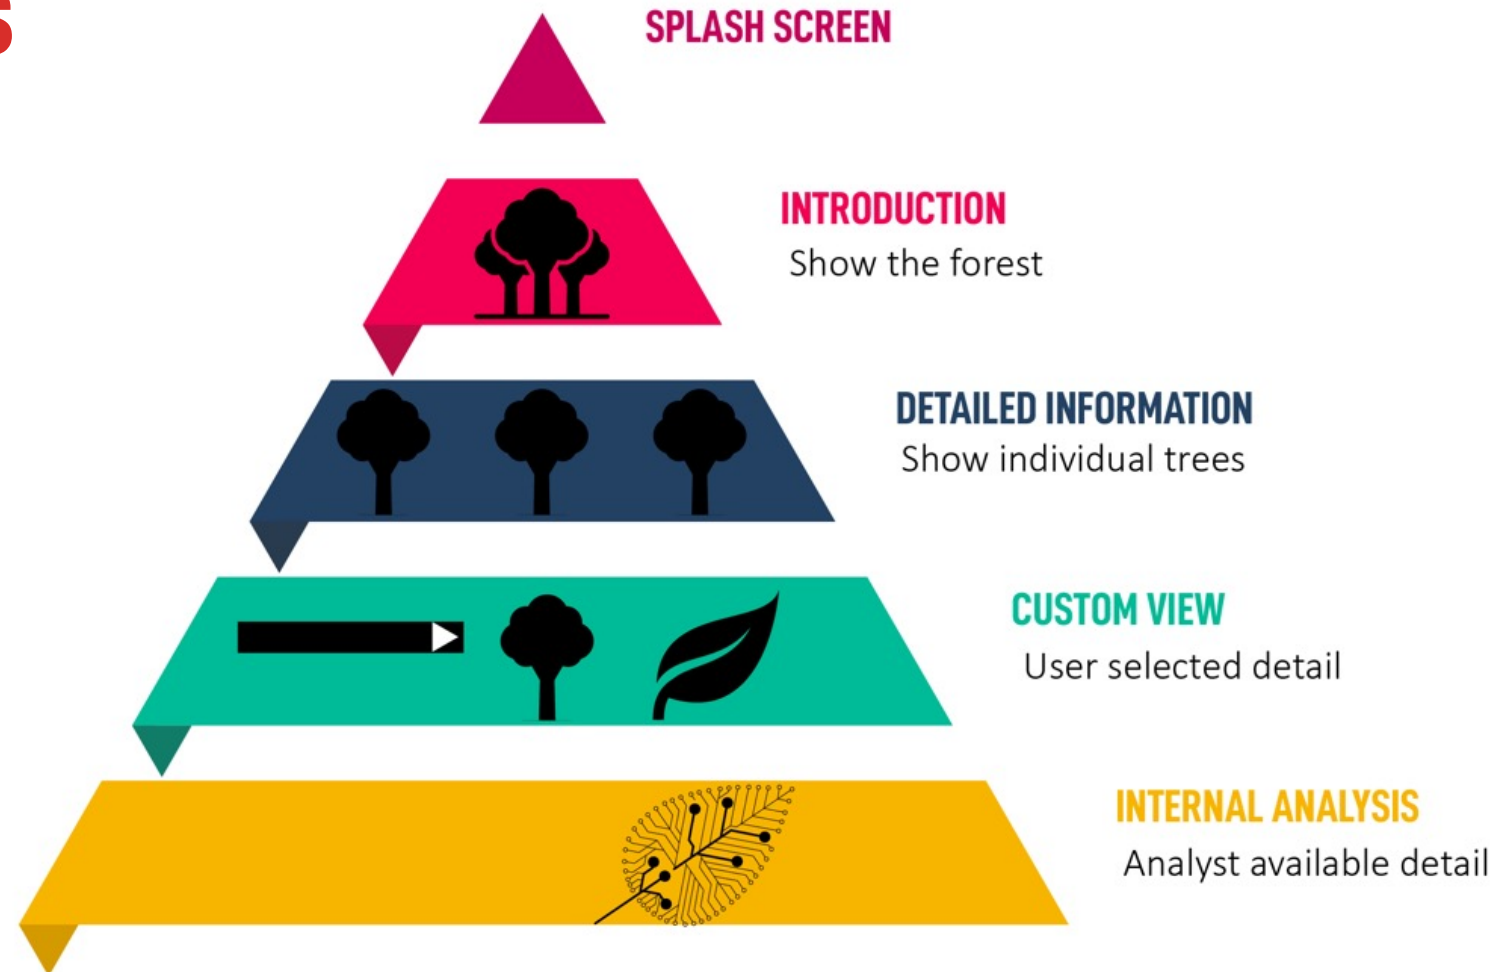 S
SPLASH SCREEN
INTRODUCTION
Show the forest
DETAILED INFORMATION
Show individual trees
CUSTOM VIEW
User selected detail
INTERNAL ANALYSIS
Analyst available detail